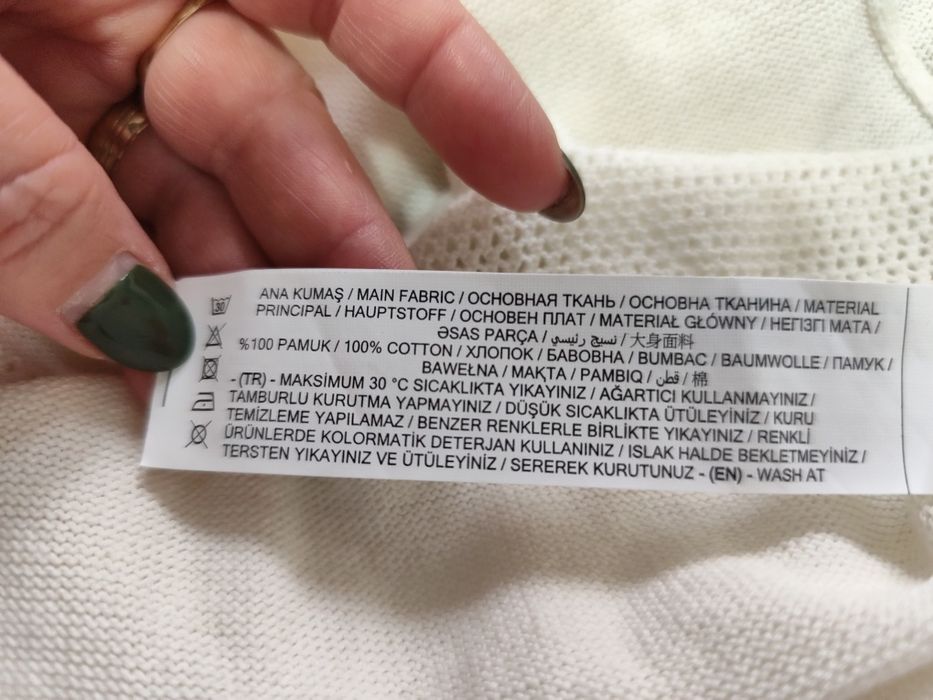 30
ANA KUMAŞ / MAIN FABRIC / ОСНОВНАЯ ТКАНЬ / ОСНОВНА ТКАНИНА / MATERIAL
PRINCIPAL / HAUPTSTOFF / ОСНОВЕН ПЛАТ / MATERIAŁ GŁÓWNY / НЕГІЗГІ МАТА /
ƏSAS PARÇA / نسيج رئيسي / 大身面料
%100 PAMUK / 100% COTTON / ХЛОПОК / БАВОВНА / BUMBAC / BAUMWOLLE / ПАМУК /
BAWEŁNA / МАҚТА / PAMBIQ / قطن / 棉
- (TR) - MAKSİMUM 30 °C SICAKLIKTA YIKAYINIZ / AĞARTICI KULLANMAYINIZ /
TAMBURLU KURUTMA YAPMAYINIZ / DÜŞÜK SICAKLIKTA ÜTÜLEYİNİZ / KURU
TEMİZLEME YAPILAMAZ / BENZER RENKLERLE BİRLİKTE YIKAYINIZ / RENKLİ
ÜRÜNLERDE KOLORMATİK DETERJAN KULLANINIZ / ISLAK HALDE BEKLETMEYİNİZ /
TERSTEN YIKAYINIZ VE ÜTÜLEYİNİZ / SEREREK KURUTUNUZ - (EN) - WASH AT